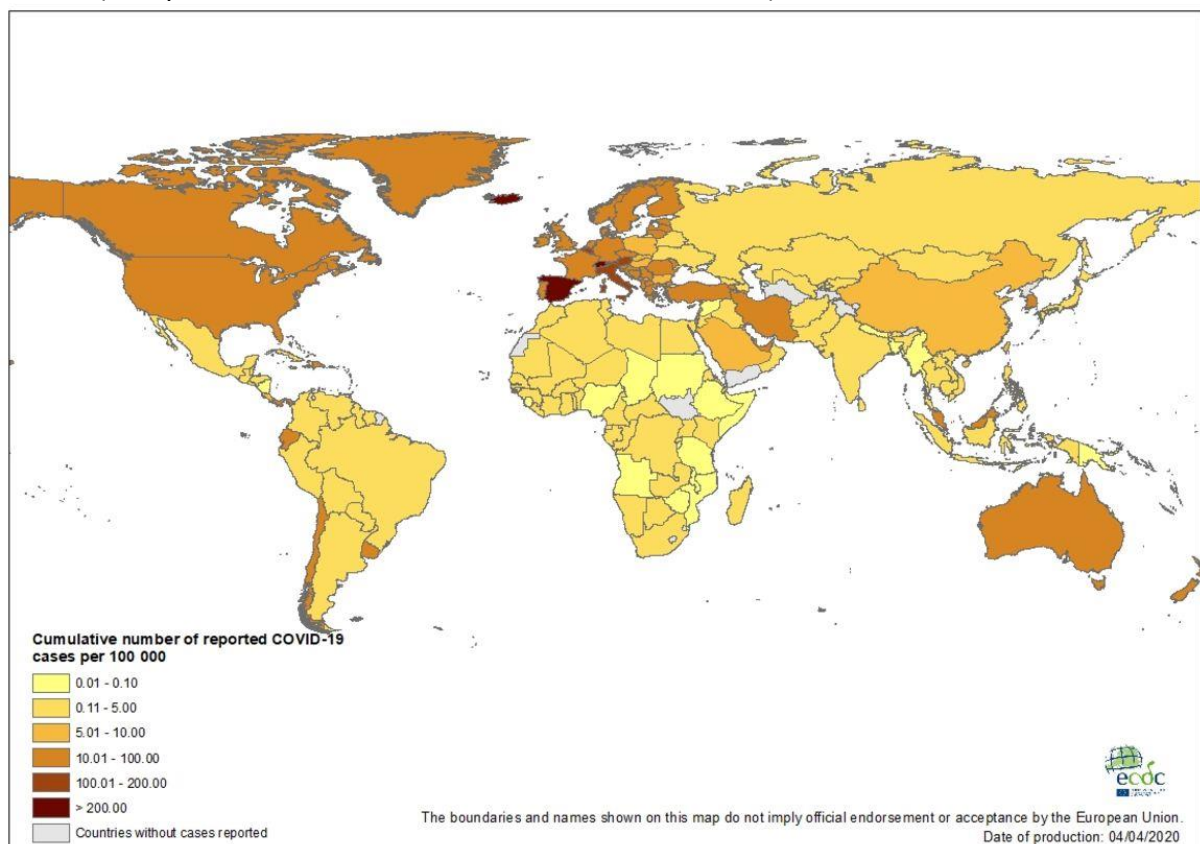 Cumulative number of reported COVID-19
cases per 100 000
0.01 - 0.10
0.11 - 5.00
5.01 - 10.00
10.01 - 100.00
100.01 - 200.00
> 200.00
Countries without cases reported
ecdc
The boundaries and names shown on this map do not imply official endorsement or acceptance by the European Union.
Date of production: 04/04/2020